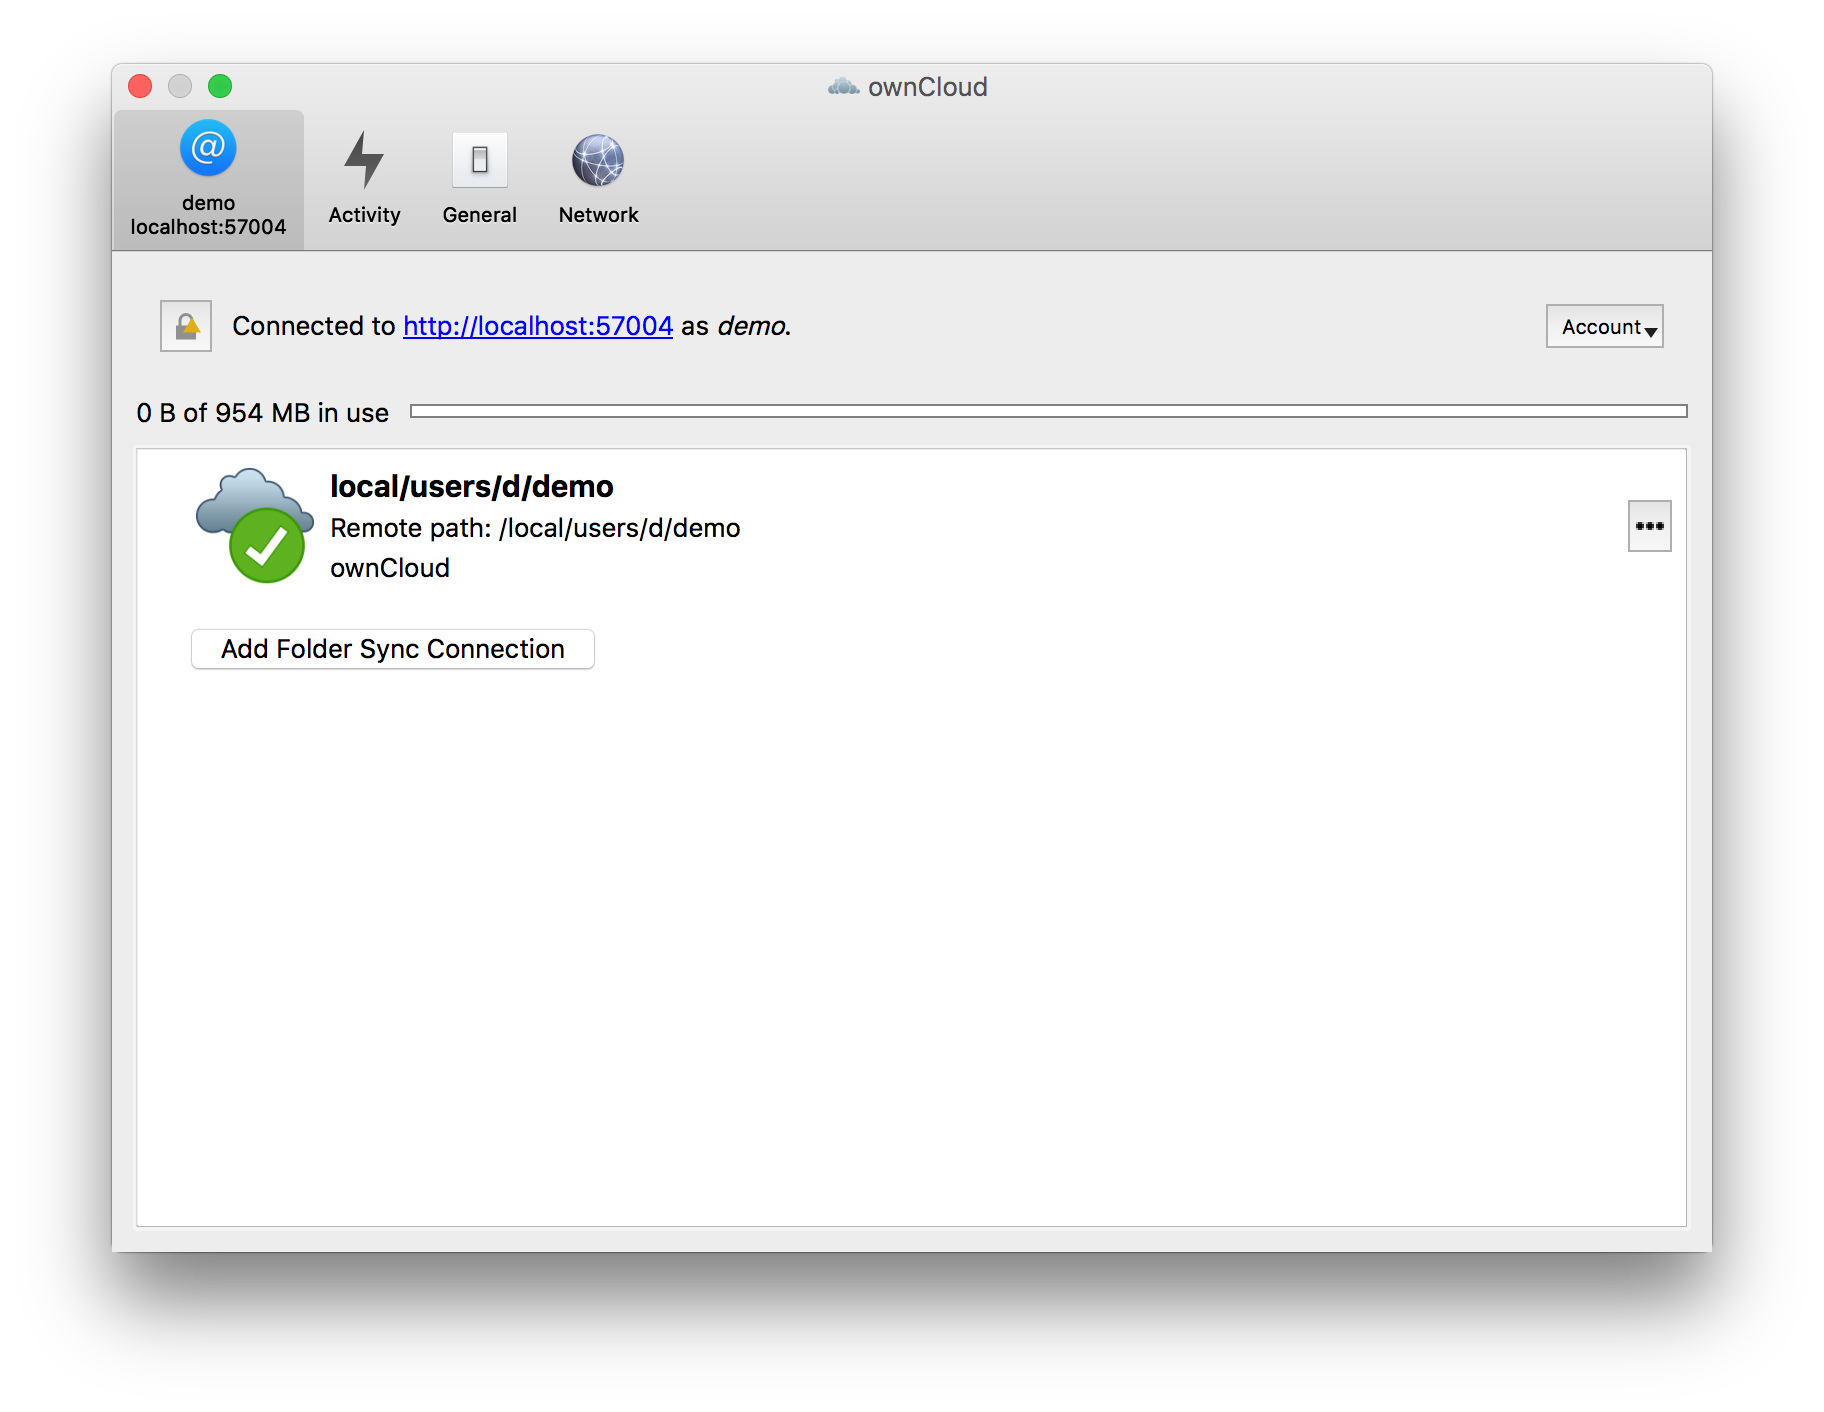 ownCloud
demo
localhost:57004
Activity
General
Network
Connected to http://localhost:57004 as demo.
Account
0 B of 954 MB in use
local/users/d/demo
Remote path: /local/users/d/demo
ownCloud
Add Folder Sync Connection